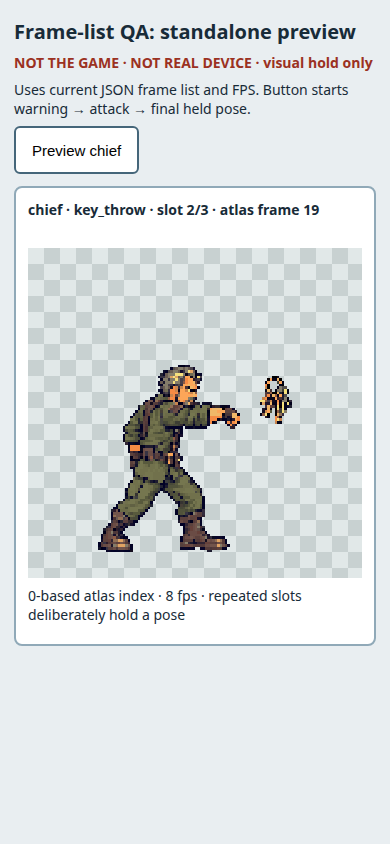 Frame-list QA: standalone preview
NOT THE GAME · NOT REAL DEVICE · visual hold only
Uses current JSON frame list and FPS. Button starts
warning → attack → final held pose.
Preview chief
chief · key_throw · slot 2/3 · atlas frame 19
0-based atlas index · 8 fps · repeated slots
deliberately hold a pose